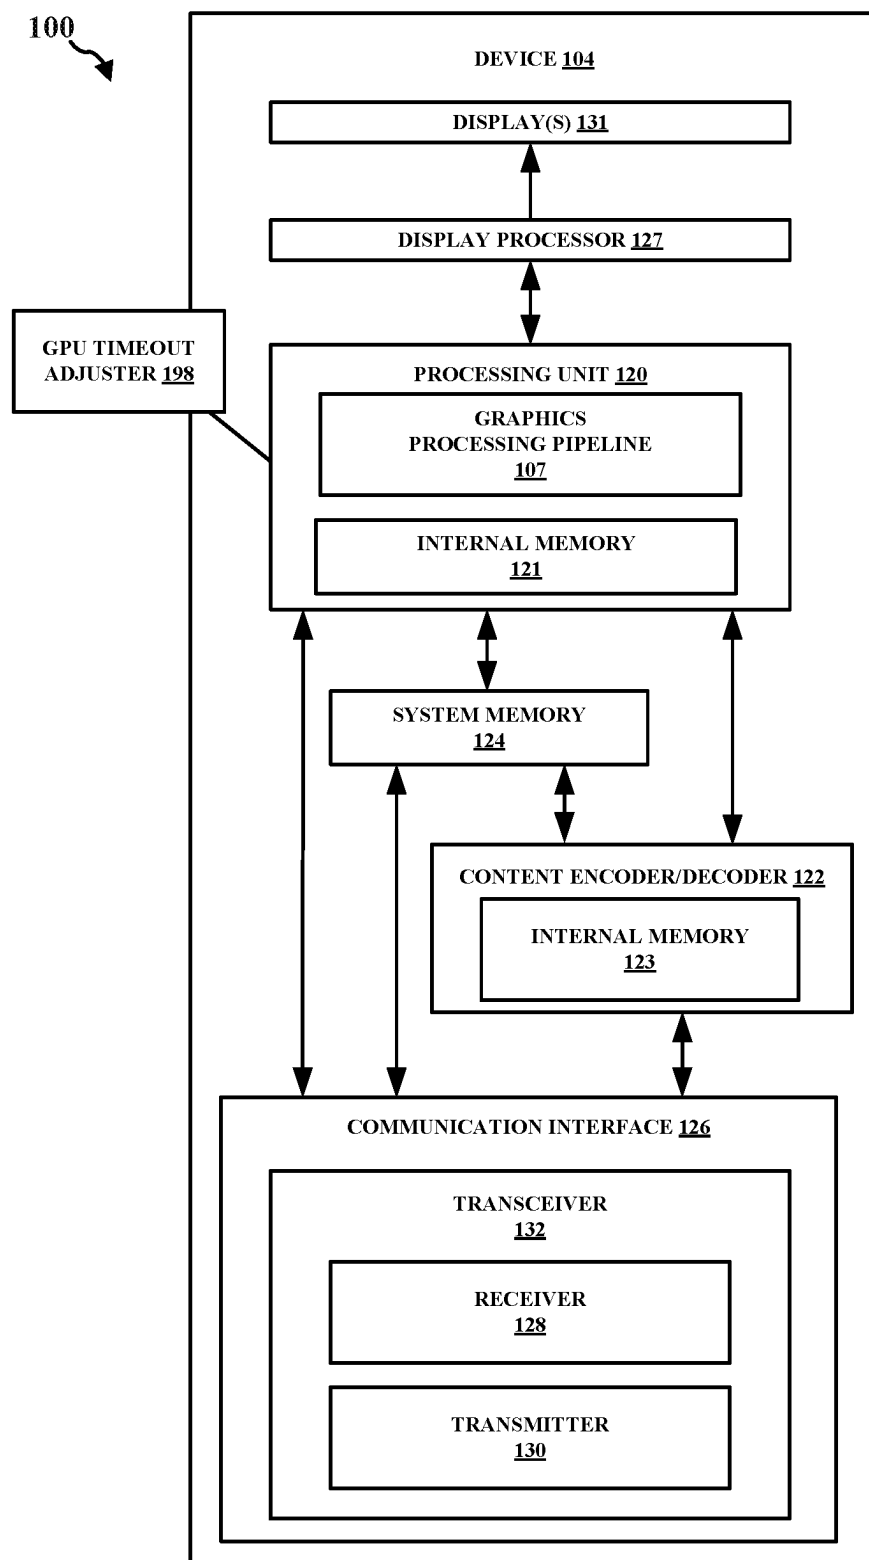 100
DEVICE 104
DISPLAY(S) 131
DISPLAY PROCESSOR 127
GPU TIMEOUT
ADJUSTER 198
PROCESSING UNIT 120
GRAPHICS
PROCESSING PIPELINE
107
INTERNAL MEMORY
121
SYSTEM MEMORY
124
CONTENT ENCODER/DECODER 122
INTERNAL MEMORY
123
COMMUNICATION INTERFACE 126
TRANSCEIVER
132
RECEIVER
128
TRANSMITTER
130